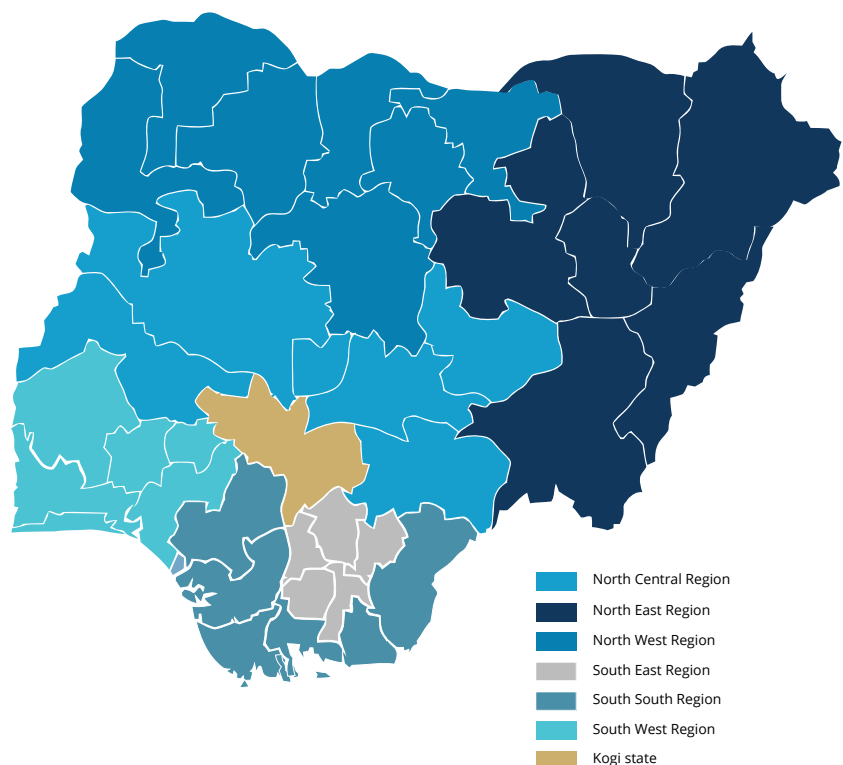 North Central Region
North East Region
North West Region
South East Region
South South Region
South West Region
Kogi state